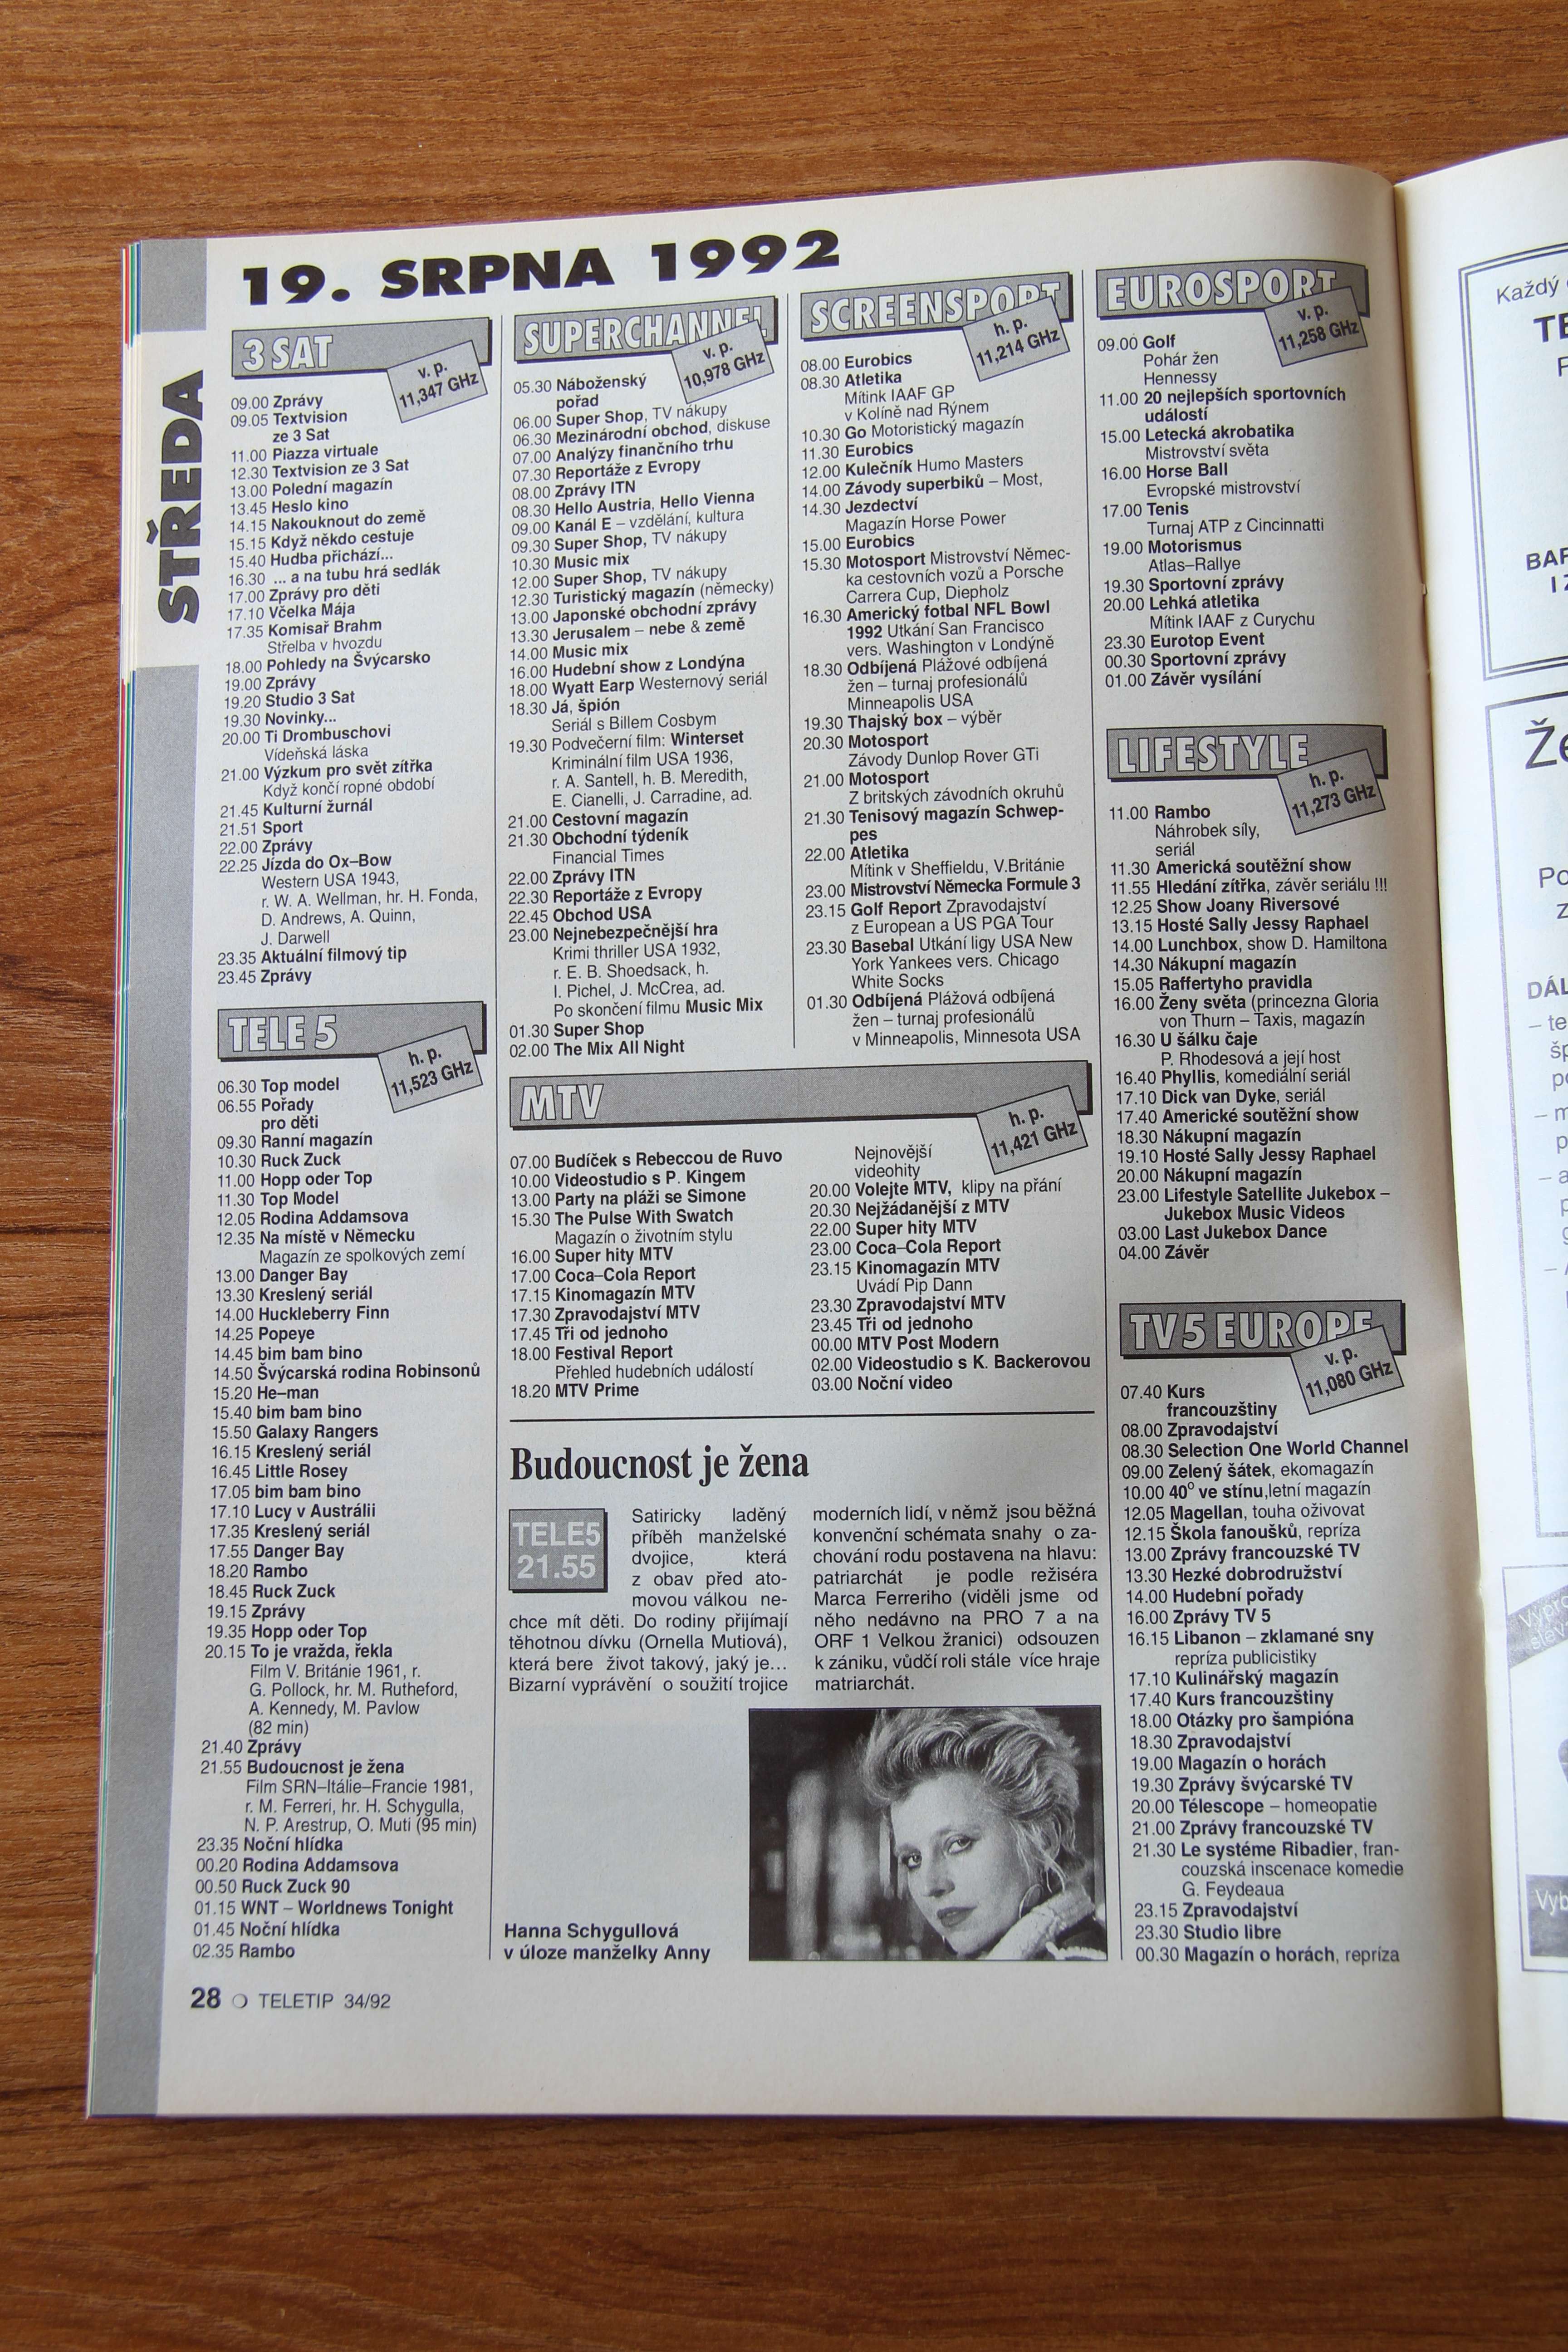 19. SRPNA 1992
STŘEDA
3 SAT
v. p.
11,347 GHz
09.00 Zprávy
09.05 Textvision
ze 3 Sat
11.00 Piazza virtuale
12.30 Textvision ze 3 Sat
13.00 Polední magazín
13.45 Heslo kino
14.15 Nakouknout do země
15.15 Když někdo cestuje
15.40 Hudba přichází...
16.30 ... a na tubu hrá sedlák
17.00 Zprávy pro děti
17.10 Včelka Mája
17.35 Komisař Brahm
Střelba v hvozdu
18.00 Pohledy na Švýcarsko
19.00 Zprávy
19.20 Studio 3 Sat
19.30 Novinky...
20.00 Ti Drombuschovi
Vídeňská láska
21.00 Výzkum pro svět zítřka
Když končí ropné období
21.45 Kulturní žurnál
21.51 Sport
22.00 Zprávy
22.25 Jízda do Ox–Bow
Western USA 1943,
r. W. A. Wellman, hr. H. Fonda,
D. Andrews, A. Quinn,
J. Darwell
23.35 Aktuální filmový tip
23.45 Zprávy
TELE 5
h. p.
11,523 GHz
06.30 Top model
06.55 Pořady
pro děti
09.30 Ranní magazín
10.30 Ruck Zuck
11.00 Hopp oder Top
11.30 Top Model
12.05 Rodina Addamsova
12.35 Na místě v Německu
Magazín ze spolkových zemí
13.00 Danger Bay
13.30 Kreslený seriál
14.00 Huckleberry Finn
14.25 Popeye
14.45 bim bam bino
14.50 Švýcarská rodina Robinsonů
15.20 He–man
15.40 bim bam bino
15.50 Galaxy Rangers
16.15 Kreslený seriál
16.45 Little Rosey
17.05 bim bam bino
17.10 Lucy v Austrálii
17.35 Kreslený seriál
17.55 Danger Bay
18.20 Rambo
18.45 Ruck Zuck
19.15 Zprávy
19.35 Hopp oder Top
20.15 To je vražda, řekla
Film V. Británie 1961, r.
G. Pollock, hr. M. Rutheford,
A. Kennedy, M. Pavlow
(82 min)
21.40 Zprávy
21.55 Budoucnost je žena
Film SRN–Itálie–Francie 1981,
r. M. Ferreri, hr. H. Schygulla,
N. P. Arestrup, O. Muti (95 min)
23.35 Noční hlídka
00.20 Rodina Addamsova
00.50 Ruck Zuck 90
01.15 WNT – Worldnews Tonight
01.45 Noční hlídka
02.35 Rambo
SUPERCHANNEL
v. p.
10,978 GHz
05.30 Náboženský
pořad
06.00 Super Shop, TV nákupy
06.30 Mezinárodní obchod, diskuse
07.00 Analýzy finančního trhu
07.30 Reportáže z Evropy
08.00 Zprávy ITN
08.30 Hello Austria, Hello Vienna
09.00 Kanál E – vzdělání, kultura
09.30 Super Shop, TV nákupy
10.30 Music mix
12.00 Super Shop, TV nákupy
12.30 Turistický magazín (německy)
13.00 Japonské obchodní zprávy
13.30 Jerusalem – nebe & země
14.00 Music mix
16.00 Hudební show z Londýna
18.00 Wyatt Earp Westernový seriál
18.30 Já, špión
Seriál s Billem Cosbym
19.30 Podvečerní film: Winterset
Kriminální film USA 1936,
r. A. Santell, h. B. Meredith,
E. Cianelli, J. Carradine, ad.
21.00 Cestovní magazín
21.30 Obchodní týdeník
Financial Times
22.00 Zprávy ITN
22.30 Reportáže z Evropy
22.45 Obchod USA
23.00 Nejnebezpečnější hra
Krimi thriller USA 1932,
r. E. B. Shoedsack, h.
I. Pichel, J. McCrea, ad.
Po skončení filmu Music Mix
01.30 Super Shop
02.00 The Mix All Night
SCREENSPORT
h. p.
11,214 GHz
08.00 Eurobics
08.30 Atletika
Mítink IAAF GP
v Kolíně nad Rýnem
10.30 Go Motoristický magazín
11.30 Eurobics
12.00 Kulečník Humo Masters
14.00 Závody superbiků – Most,
14.30 Jezdectví
Magazín Horse Power
15.00 Eurobics
15.30 Motosport Mistrovství Němec-
ka cestovních vozů a Porsche
Carrera Cup, Diepholz
16.30 Americký fotbal NFL Bowl
1992 Utkání San Francisco
vers. Washington v Londýně
18.30 Odbíjená Plážové odbíjená
žen – turnaj profesionálů
Minneapolis USA
19.30 Thajský box – výběr
20.30 Motosport
Závody Dunlop Rover GTi
21.00 Motosport
Z britských závodních okruhů
21.30 Tenisový magazín Schwep-
pes
22.00 Atletika
Mítink v Sheffieldu, V.Británie
23.00 Mistrovství Německa Formule 3
23.15 Golf Report Zpravodajství
z European a US PGA Tour
23.30 Basebal Utkání ligy USA New
York Yankees vers. Chicago
White Socks
01.30 Odbíjená Plážová odbíjená
žen – turnaj profesionálů
v Minneapolis, Minnesota USA
MTV
h. p.
11,421 GHz
07.00 Budíček s Rebeccou de Ruvo
10.00 Videostudio s P. Kingem
13.00 Party na pláži se Simone
15.30 The Pulse With Swatch
Magazín o životním stylu
16.00 Super hity MTV
17.00 Coca–Cola Report
17.15 Kinomagazín MTV
17.30 Zpravodajství MTV
17.45 Tři od jednoho
18.00 Festival Report
Přehled hudebních událostí
18.20 MTV Prime
Nejnovější
videohity
20.00 Volejte MTV, klipy na přání
20.30 Nejžádanější z MTV
22.00 Super hity MTV
23.00 Coca–Cola Report
23.15 Kinomagazín MTV
Uvádí Pip Dann
23.30 Zpravodajství MTV
23.45 Tři od jednoho
00.00 MTV Post Modern
02.00 Videostudio s K. Backerovou
03.00 Noční video
Budoucnost je žena
TELE5
21.55
Satiricky laděný
příběh manželské
dvojice, která
z obav před ato-
movou válkou ne-
chce mít děti. Do rodiny přijímají
těhotnou dívku (Ornella Mutiová),
která bere život takový, jaký je...
Bizarní vyprávění o soužití trojice
moderních lidí, v němž jsou běžná
konvenční schémata snahy o za-
chování rodu postavena na hlavu:
patriarchát je podle režiséra
Marca Ferreriho (viděli jsme od
něho nedávno na PRO 7 a na
ORF 1 Velkou žranici) odsouzen
k zániku, vůdčí roli stále více hraje
matriarchát.
Hanna Schygullová
v úloze manželky Anny
EUROSPORT
v. p.
11,258 GHz
09.00 Golf
Pohár žen
Hennessy
11.00 20 nejlepších sportovních
událostí
15.00 Letecká akrobatika
Mistrovství světa
16.00 Horse Ball
Evropské mistrovství
17.00 Tenis
Turnaj ATP z Cincinnatti
19.00 Motorismus
Atlas–Rallye
19.30 Sportovní zprávy
20.00 Lehká atletika
Mítink IAAF z Curychu
23.30 Eurotop Event
00.30 Sportovní zprávy
01.00 Závěr vysílání
LIFESTYLE
h. p.
11,273 GHz
11.00 Rambo
Náhrobek síly,
seriál
11.30 Americká soutěžní show
11.55 Hledání zítřka, závěr seriálu !!!
12.25 Show Joany Riversové
13.15 Hosté Sally Jessy Raphael
14.00 Lunchbox, show D. Hamiltona
14.30 Nákupní magazín
15.05 Raffertyho pravidla
16.00 Ženy světa (princezna Gloria
von Thurn – Taxis, magazín
16.30 U šálku čaje
P. Rhodesová a její host
16.40 Phyllis, komediální seriál
17.10 Dick van Dyke, seriál
17.40 Americké soutěžní show
18.30 Nákupní magazín
19.10 Hosté Sally Jessy Raphael
20.00 Nákupní magazín
23.00 Lifestyle Satellite Jukebox –
Jukebox Music Videos
03.00 Last Jukebox Dance
04.00 Závěr
TV 5 EUROPE
v. p.
11,080 GHz
07.40 Kurs
francouzštiny
08.00 Zpravodajství
08.30 Selection One World Channel
09.00 Zelený šátek, ekomagazín
10.00 40° ve stínu,letní magazín
12.05 Magellan, touha oživovat
12.15 Škola fanoušků, repríza
13.00 Zprávy francouzské TV
13.30 Hezké dobrodružství
14.00 Hudební pořady
16.00 Zprávy TV 5
16.15 Libanon – zklamané sny
repríza publicistiky
17.10 Kulinářský magazín
17.40 Kurs francouzštiny
18.00 Otázky pro šampióna
18.30 Zpravodajství
19.00 Magazín o horách
19.30 Zprávy švýcarské TV
20.00 Télescope – homeopatie
21.00 Zprávy francouzské TV
21.30 Le systéme Ribadier, fran-
couzská inscenace komedie
G. Feydeaua
23.15 Zpravodajství
23.30 Studio libre
00.30 Magazín o horách, repríza
28 TELETIP 34/92
Každý